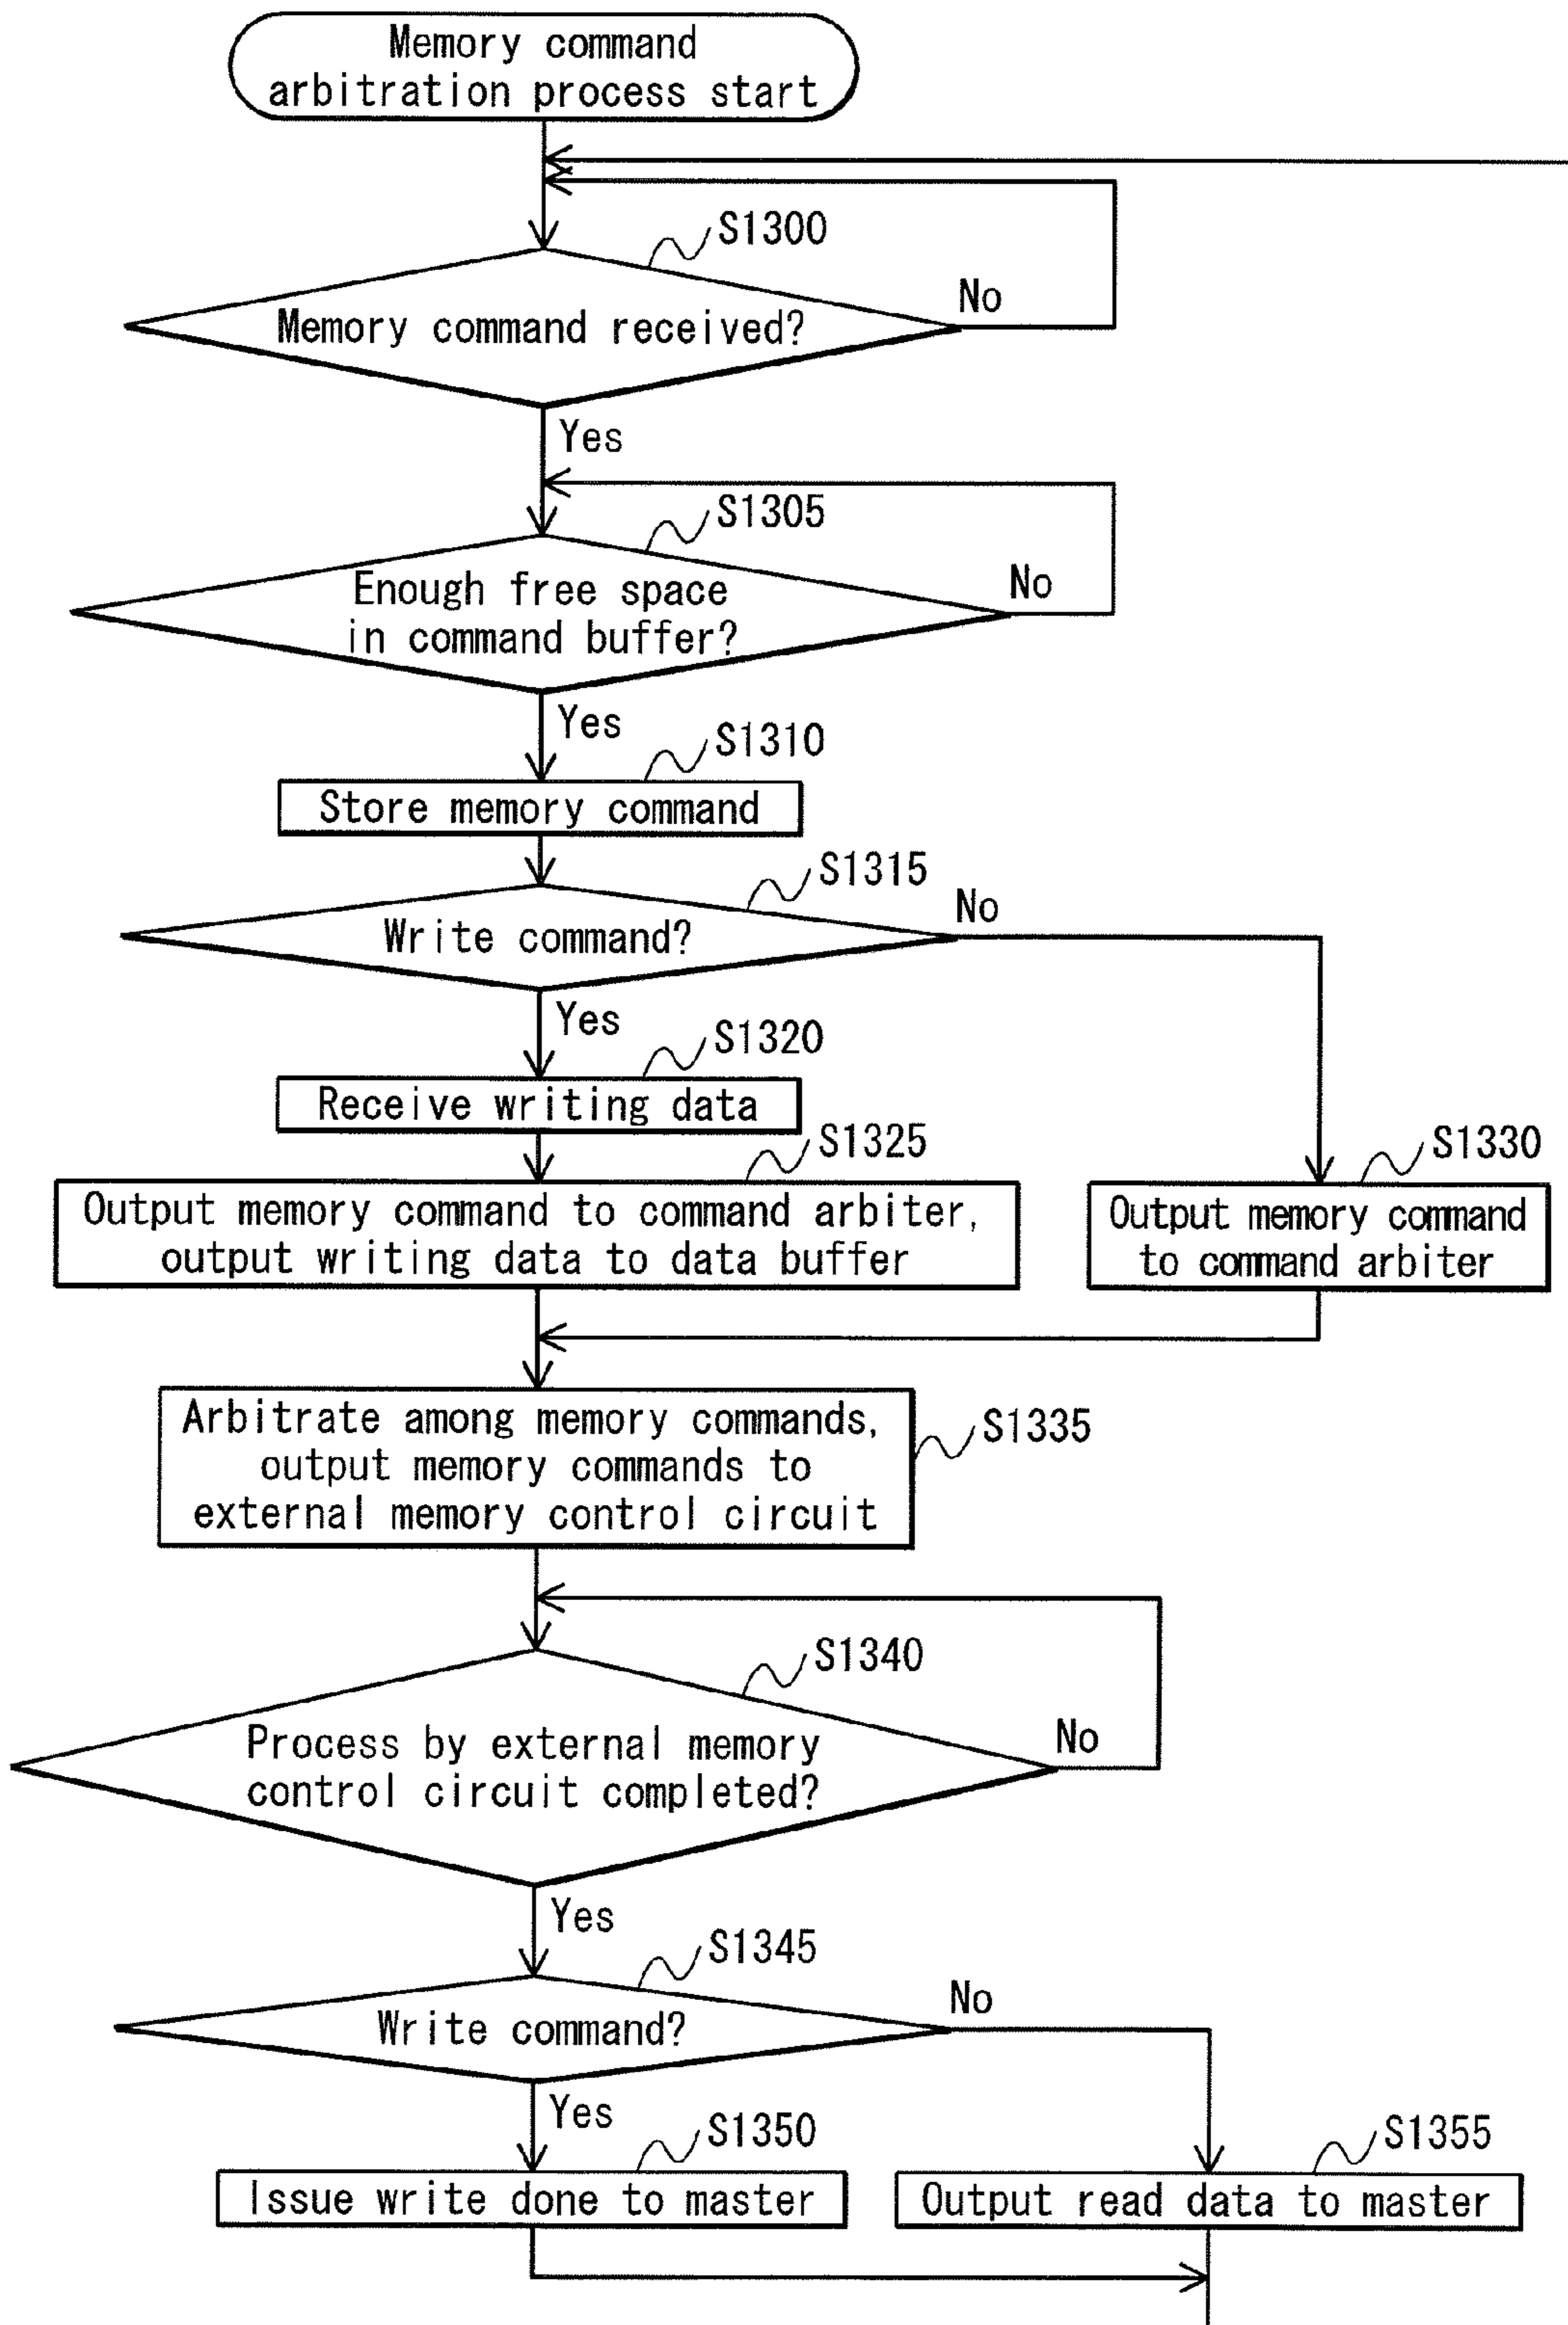 Memory command
arbitration process start
S1300
No
Memory command received?
Yes
S1305
No
Enough free space
in command buffer?
Yes
S1310
Store memory command
S1315
No
Write command?
Yes
S1320
Receive writing data
S1325
S1330
Output memory command to command arbiter,
output writing data to data buffer
Output memory command
to command arbiter
Arbitrate among memory commands,
output memory commands to
external memory control circuit
S1335
S1340
No
Process by external memory
control circuit completed?
Yes
S1345
No
Write command?
Yes
S1350
S1355
Issue write done to master
Output read data to master